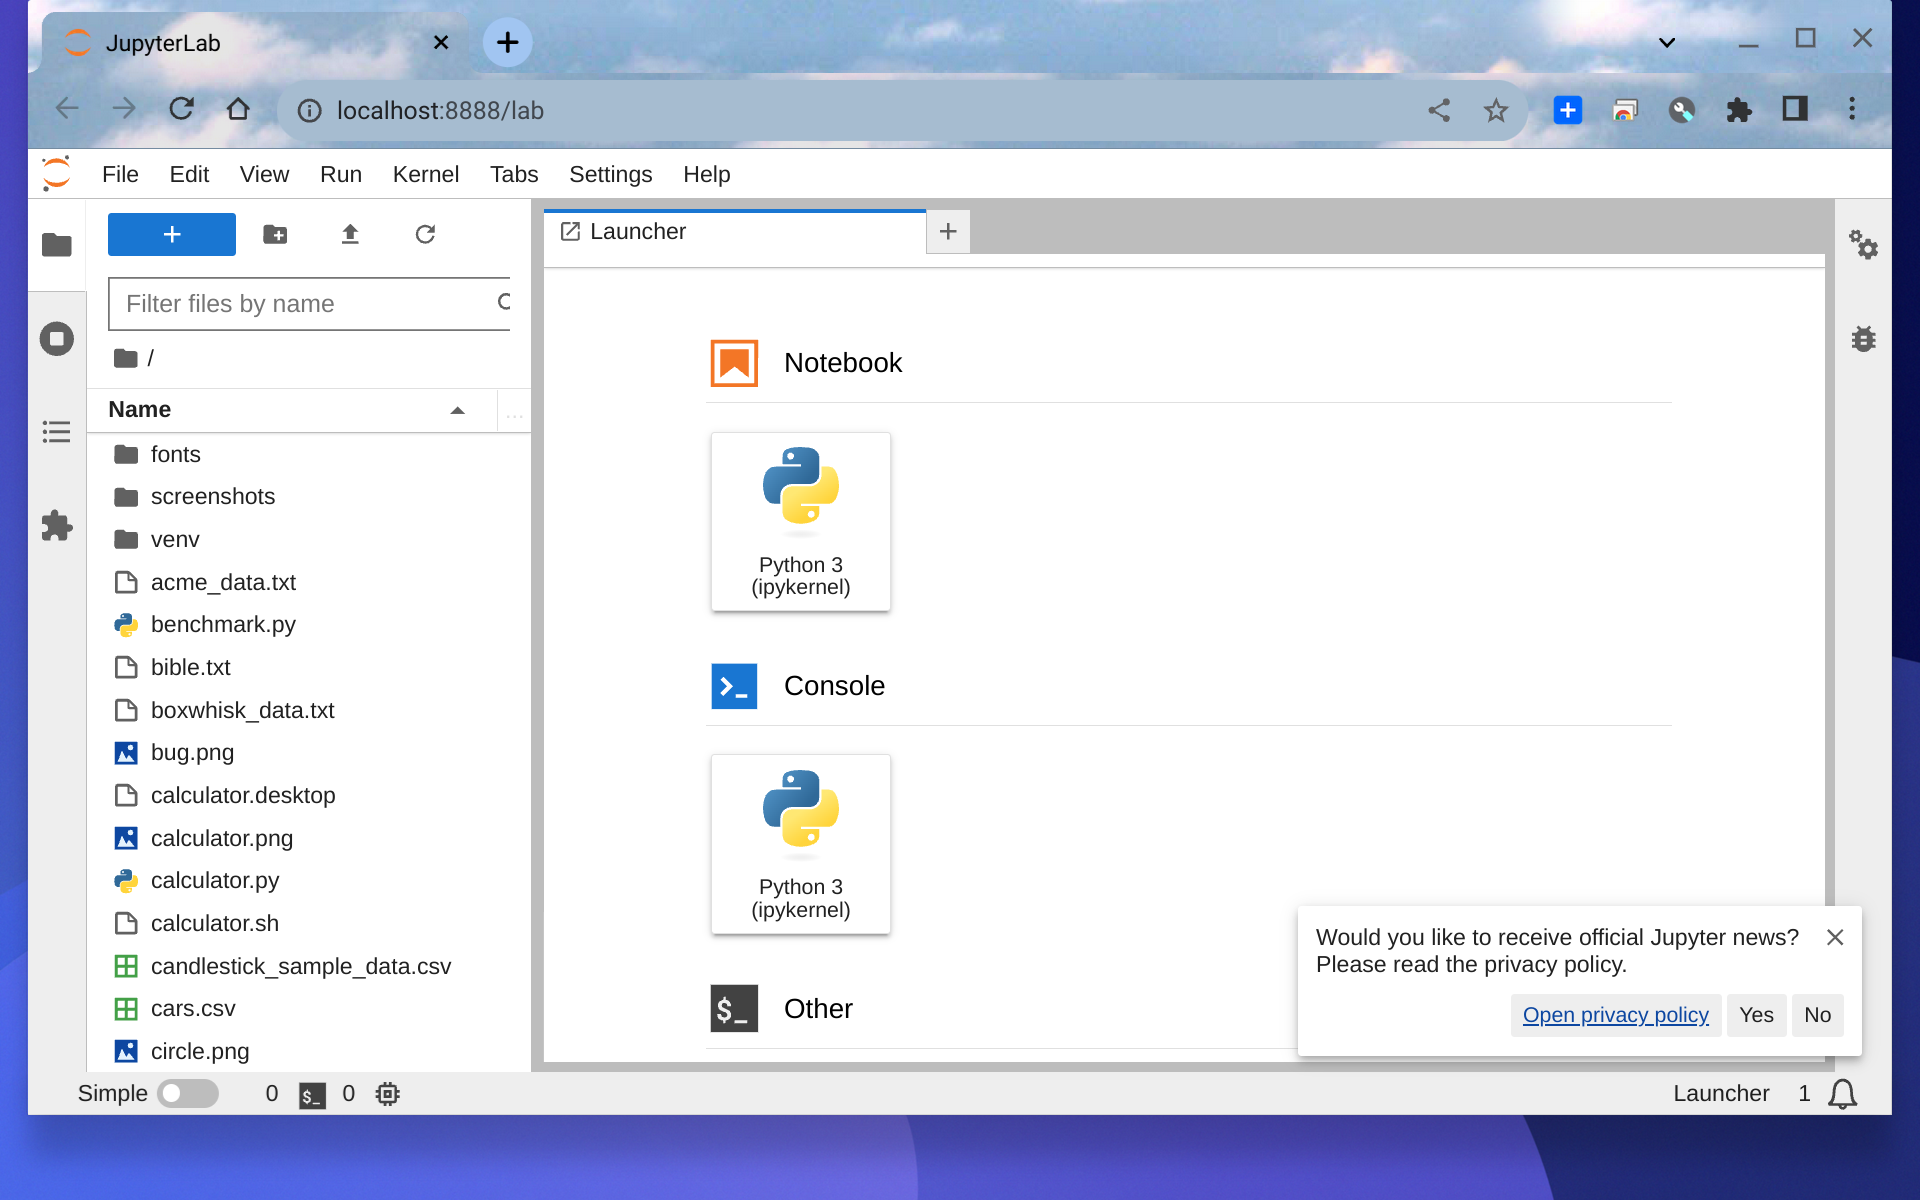 JupyterLab
localhost:8888/lab
File Edit View Run Kernel Tabs Settings Help
Launcher
Filter files by name
/
Name
...
fonts
screenshots
venv
acme_data.txt
benchmark.py
bible.txt
boxwhisk_data.txt
bug.png
calculator.desktop
calculator.png
calculator.py
calculator.sh
candlestick_sample_data.csv
cars.csv
circle.png
Notebook
Python 3
(ipykernel)
Console
Python 3
(ipykernel)
$_ Other
Would you like to receive official Jupyter news?
Please read the privacy policy.
Open privacy policy Yes No
Simple 0 $_ 0 Launcher 1